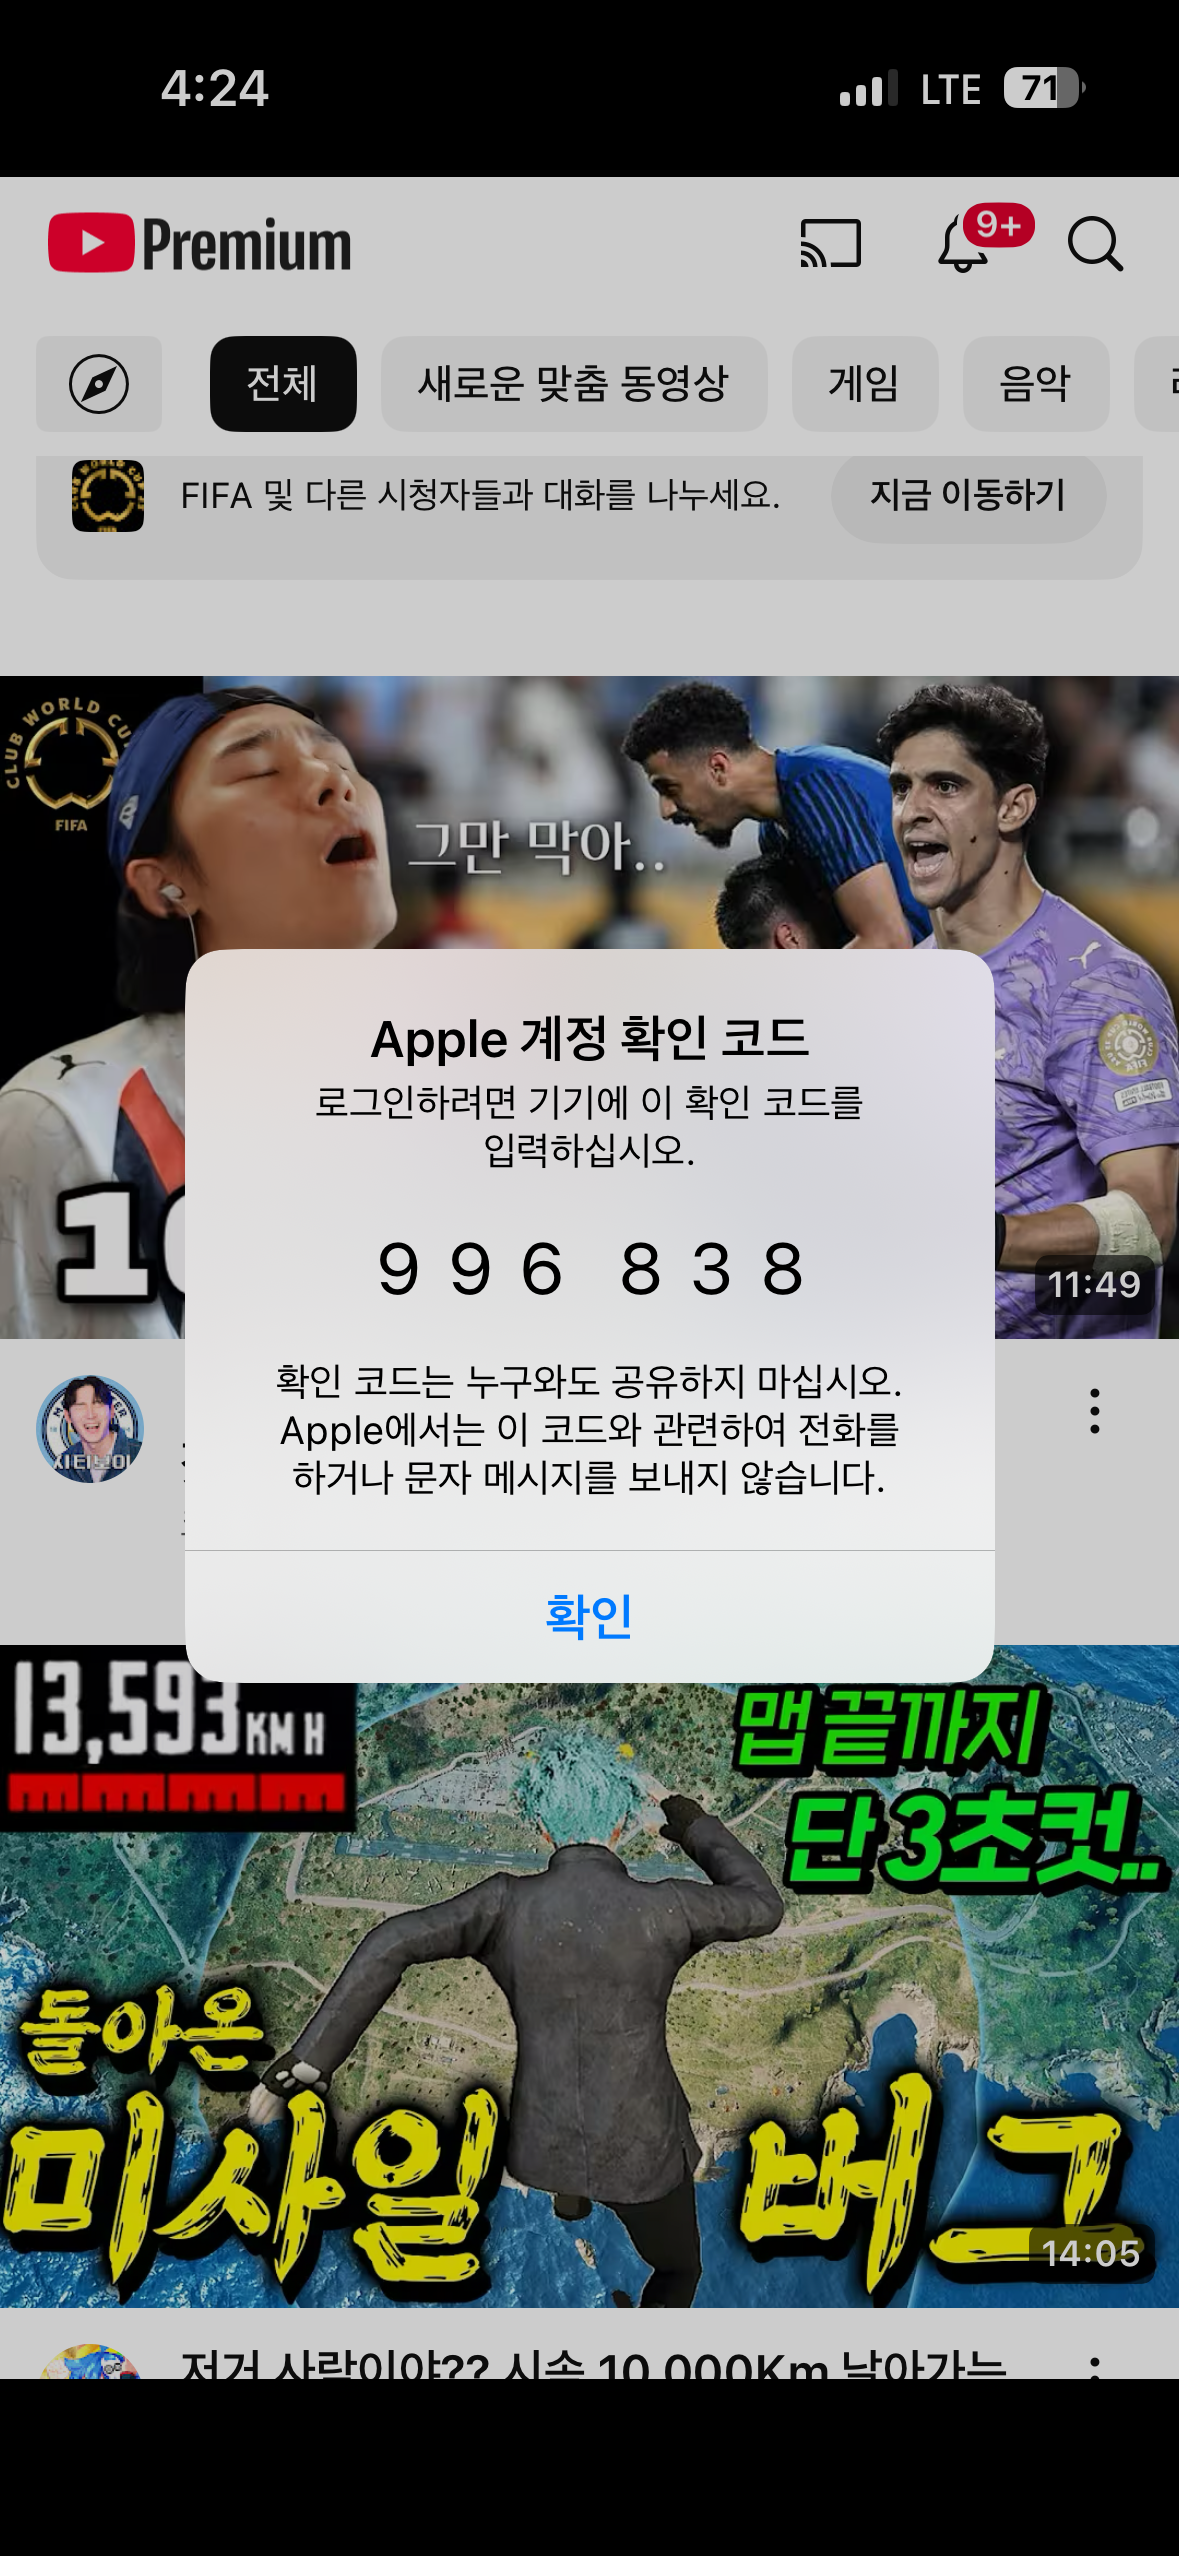 4:24
LTE
71
Premium
9+
전체
새로운 맞춤 동영상
게임
음악
FIFA 및 다른 시청자들과 대화를 나누세요.
지금 이동하기
CLUB WORLD CUP
FIFA
그만 막아..
11:49
Apple 계정 확인 코드
로그인하려면 기기에 이 확인 코드를
입력하십시오.
996 838
확인 코드는 누구와도 공유하지 마십시오.
Apple에서는 이 코드와 관련하여 전화를
하거나 문자 메시지를 보내지 않습니다.
확인
시티보이
13,593KM H
맵 끝까지
단 3초컷..
돌아온
미사일 버그
14:05
저거 사람이야?? 시속 10,000Km 날아가는